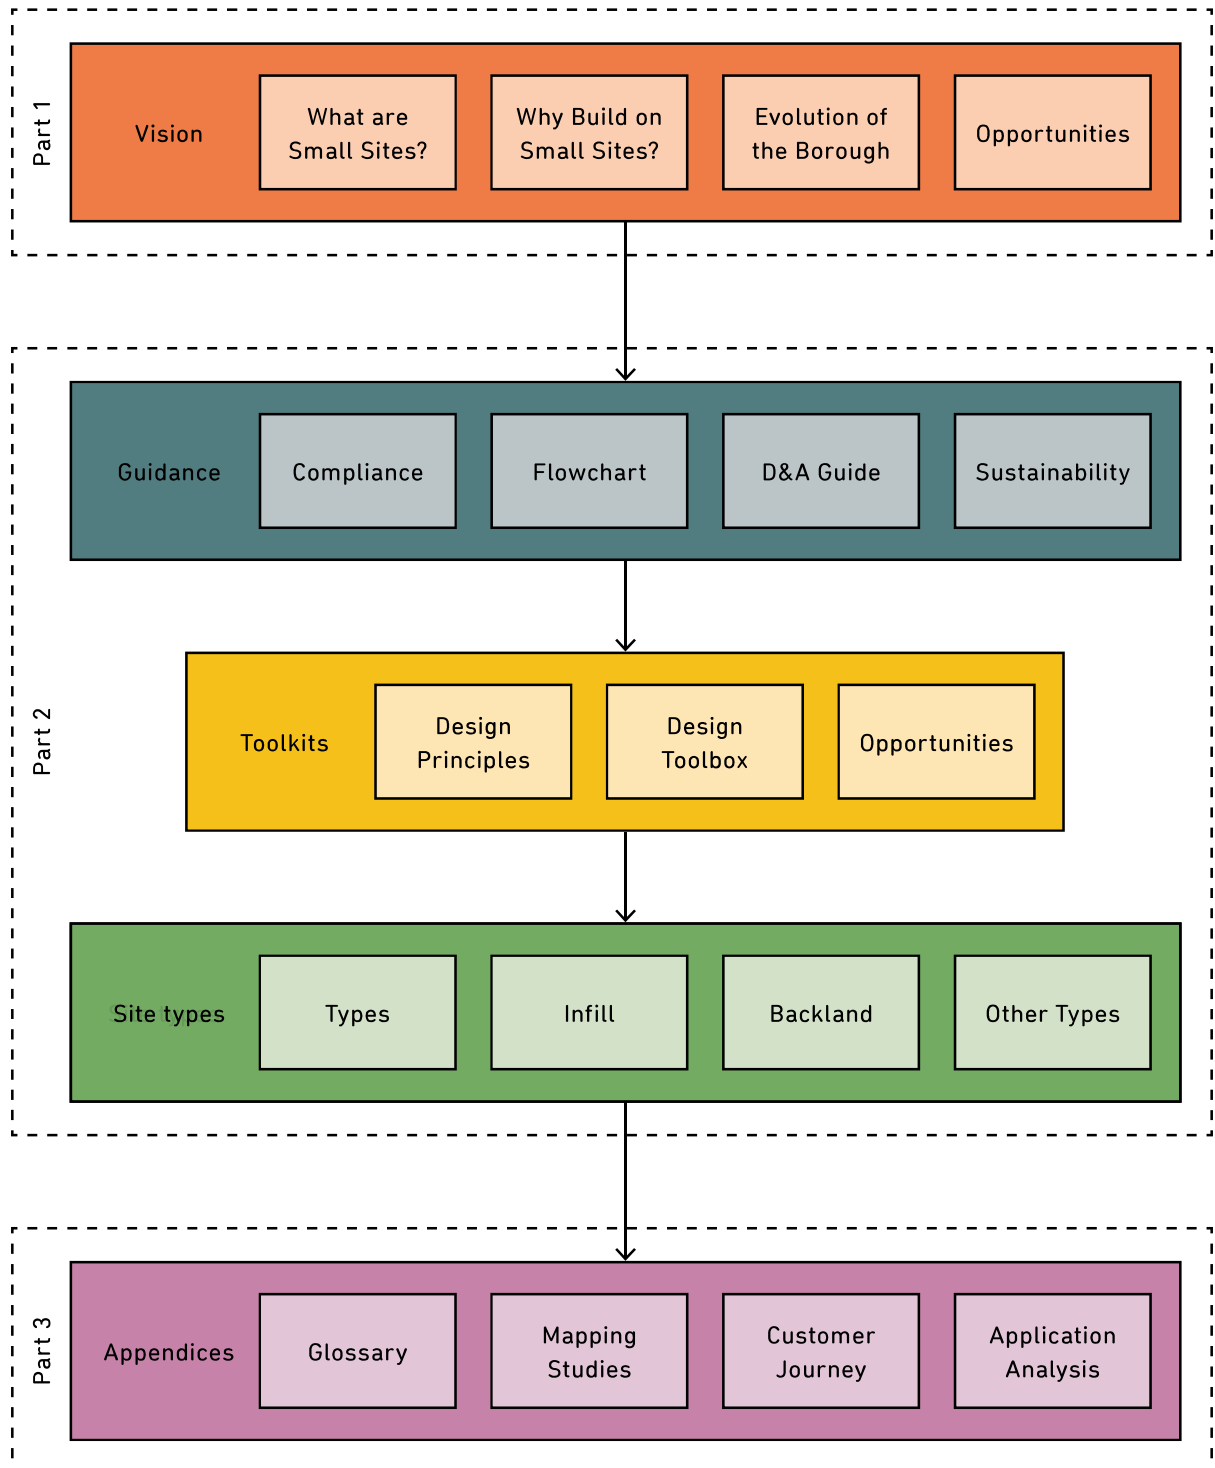 Part 1
Vision
What are
Small Sites?
Why Build on
Small Sites?
Evolution of
the Borough
Opportunities
Part 2
Guidance
Compliance
Flowchart
D&A Guide
Sustainability
Toolkits
Design
Principles
Design
Toolbox
Opportunities
Site types
Types
Infill
Backland
Other Types
Part 3
Appendices
Glossary
Mapping
Studies
Customer
Journey
Application
Analysis